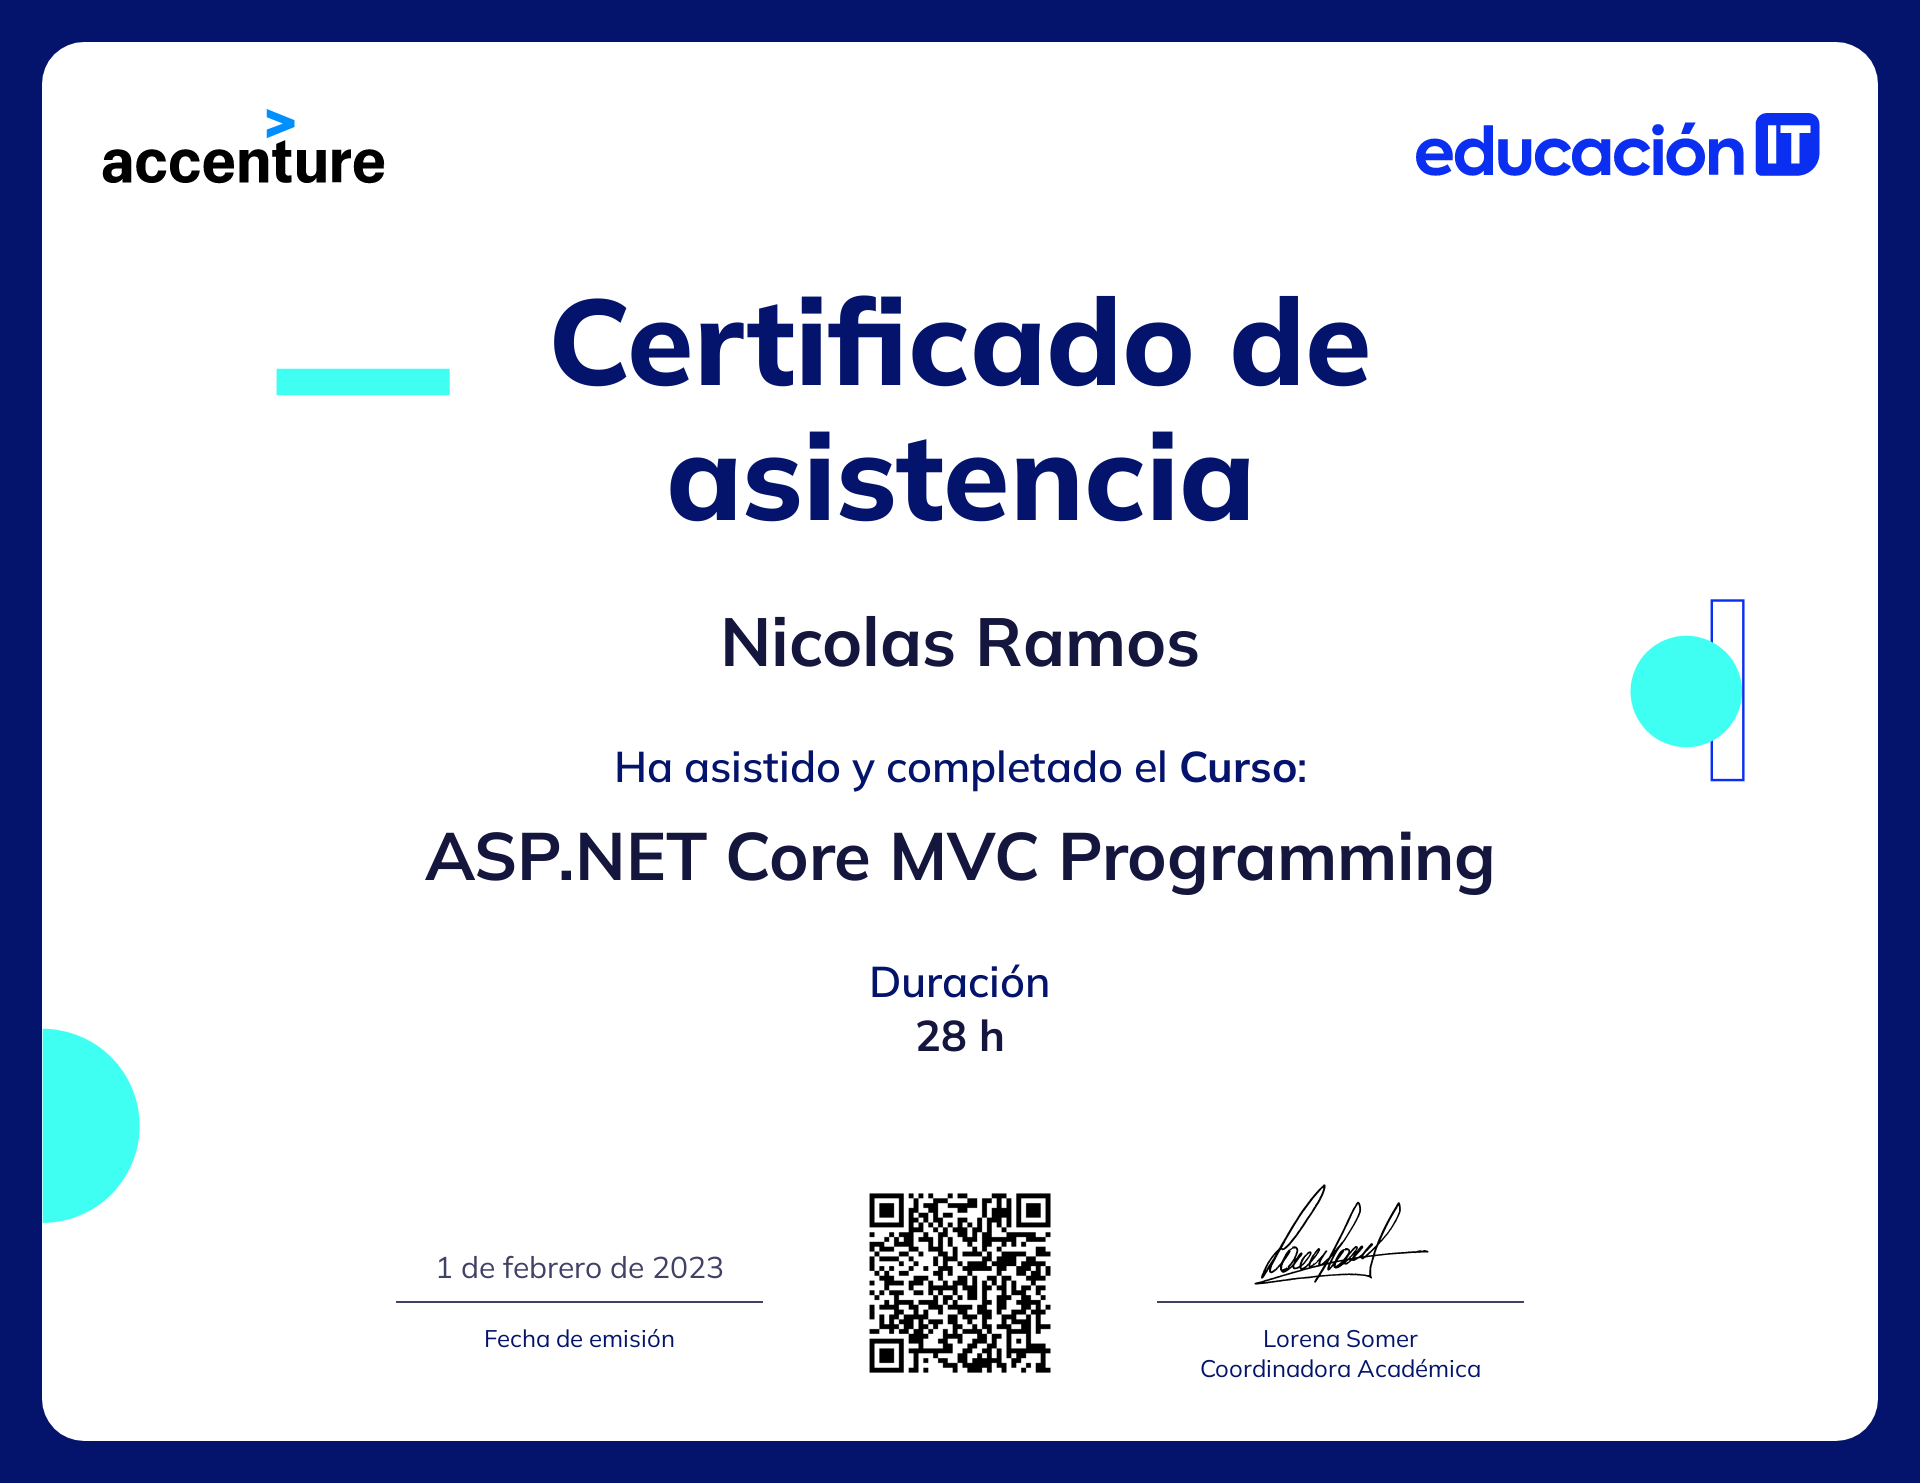 accenture
educación IT
Certificado de
asistencia
Nicolas Ramos
Ha asistido y completado el Curso:
ASP.NET Core MVC Programming
Duración
28 h
1 de febrero de 2023
Fecha de emisión
Lorena Somer
Coordinadora Académica